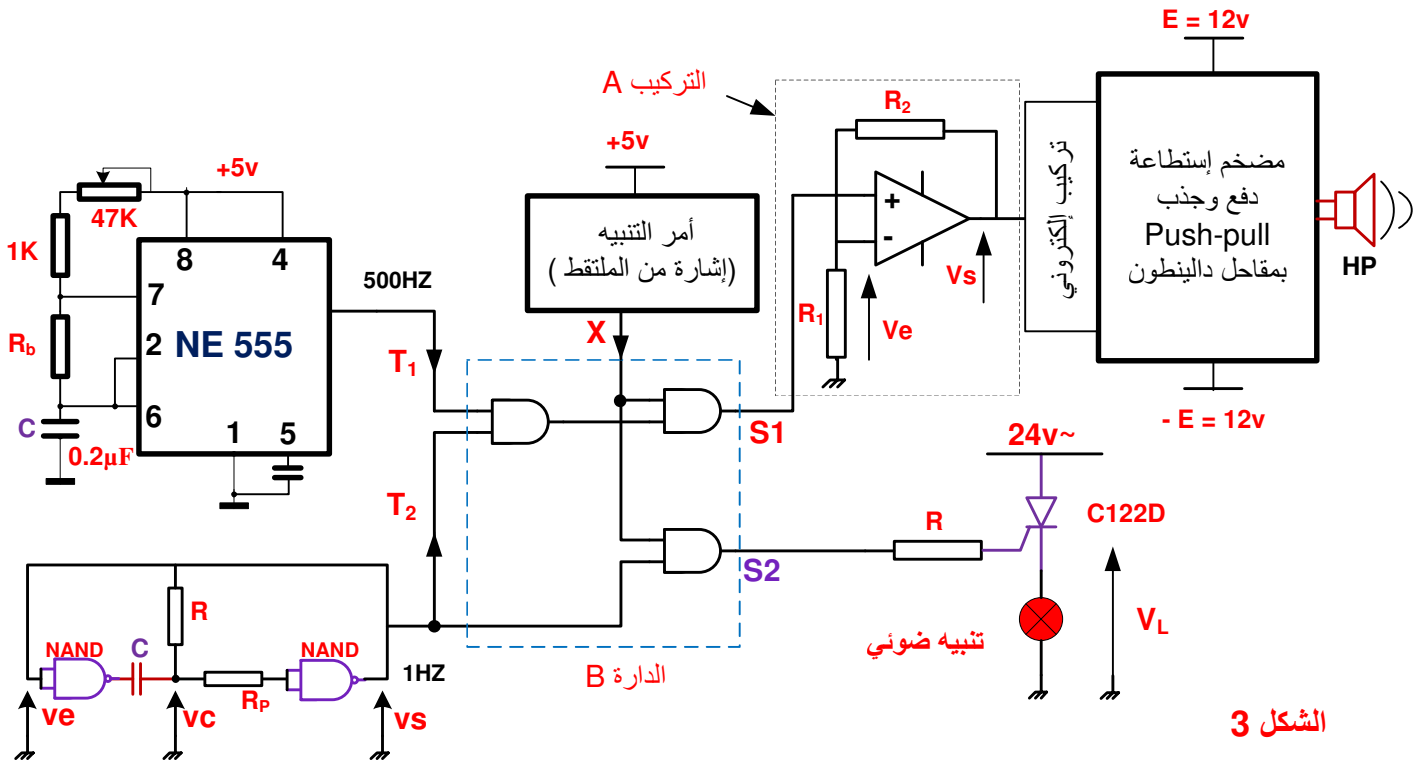 E = 12v
التركيب A
R₂
+5v
+5v
47K
1K
أمر التنبيه
(إشارة من الملتقط )
+
-
تركيب إلكتروني
مضخم إستطاعة
دفع وجذب
Push-pull
بمقاحل دالينطون
HP
8
4
7
2
6
1
5
NE 555
500HZ
Rb
C
0.2µF
R₁
Ve
Vs
X
T₁
S1
- E = 12v
24v~
T₂
R
C122D
S2
VL
تنبيه ضوئي
R
NAND
C
NAND
1HZ
RP
الدارة B
ve
vc
vs
الشكل 3